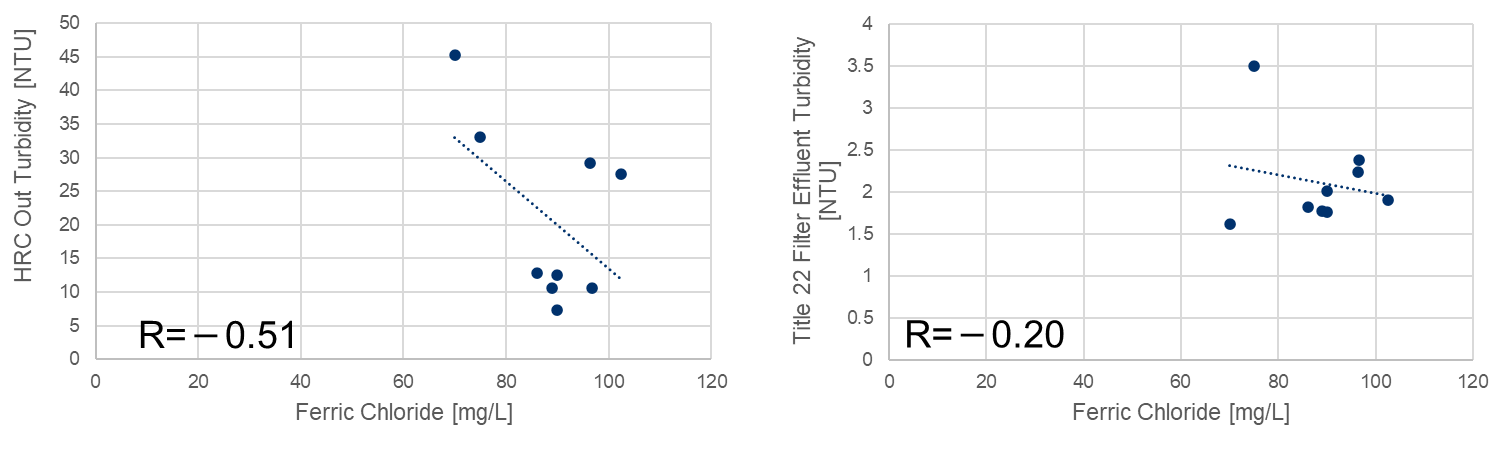 HRC Out Turbidity [NTU]
50
45
40
35
30
25
20
15
10
5
0
R=－0.51
0 20 40 60 80 100 120
Ferric Chloride [mg/L]
Title 22 Filter Effluent Turbidity
[NTU]
4
3.5
3
2.5
2
1.5
1
0.5
0
R=－0.20
0 20 40 60 80 100 120
Ferric Chloride [mg/L]